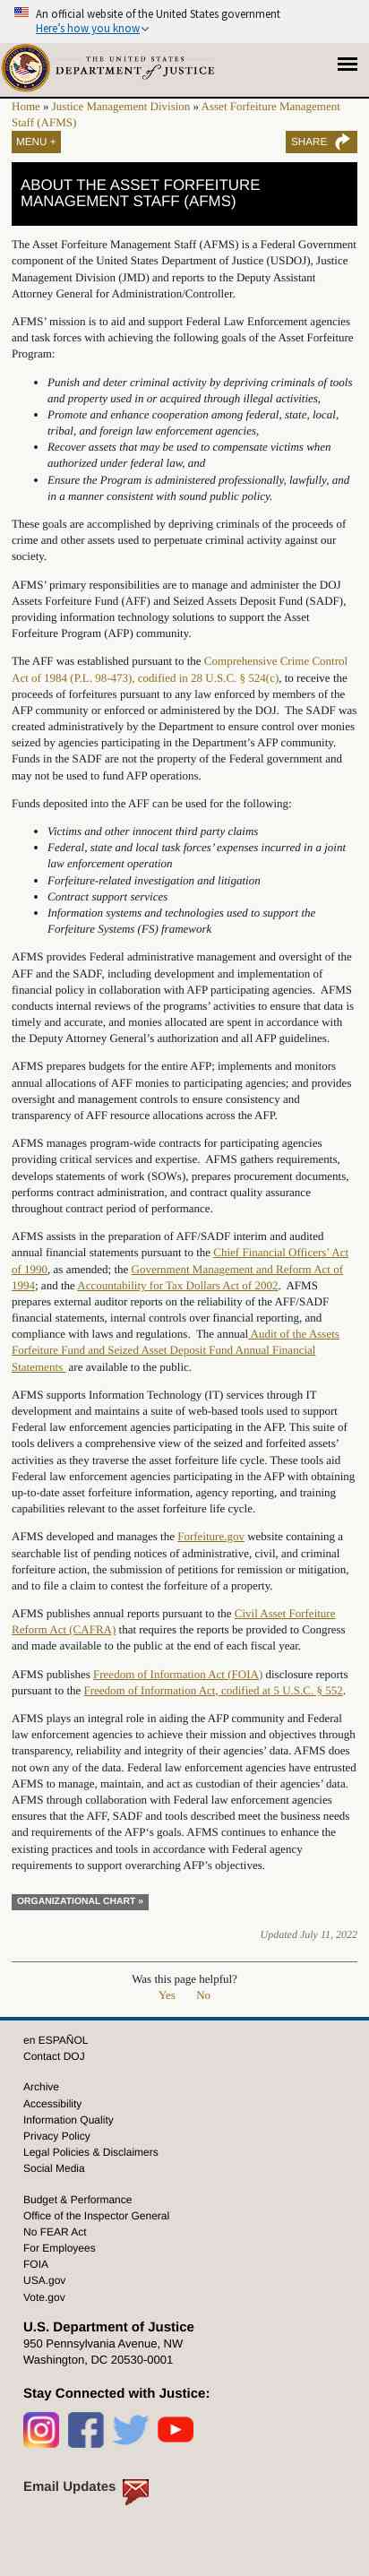 An official website of the United States government
Here's how you know
THE UNITED STATES
DEPARTMENT of JUSTICE
Home » Justice Management Division » Asset Forfeiture Management
Staff (AFMS)
MENU +
SHARE
ABOUT THE ASSET FORFEITURE
MANAGEMENT STAFF (AFMS)
The Asset Forfeiture Management Staff (AFMS) is a Federal Government
component of the United States Department of Justice (USDOJ), Justice
Management Division (JMD) and reports to the Deputy Assistant
Attorney General for Administration/Controller.
AFMS' mission is to aid and support Federal Law Enforcement agencies
and task forces with achieving the following goals of the Asset Forfeiture
Program:
• Punish and deter criminal activity by depriving criminals of tools
and property used in or acquired through illegal activities,
• Promote and enhance cooperation among federal, state, local,
tribal, and foreign law enforcement agencies,
• Recover assets that may be used to compensate victims when
authorized under federal law, and
• Ensure the Program is administered professionally, lawfully, and
in a manner consistent with sound public policy.
These goals are accomplished by depriving criminals of the proceeds of
crime and other assets used to perpetuate criminal activity against our
society.
AFMS' primary responsibilities are to manage and administer the DOJ
Assets Forfeiture Fund (AFF) and Seized Assets Deposit Fund (SADF),
providing information technology solutions to support the Asset
Forfeiture Program (AFP) community.
The AFF was established pursuant to the Comprehensive Crime Control
Act of 1984 (P.L. 98-473), codified in 28 U.S.C. § 524(c), to receive the
proceeds of forfeitures pursuant to any law enforced by members of the
AFP community or enforced or administered by the DOJ.  The SADF was
created administratively by the Department to ensure control over monies
seized by agencies participating in the Department's AFP community.
Funds in the SADF are not the property of the Federal government and
may not be used to fund AFP operations.
Funds deposited into the AFF can be used for the following:
• Victims and other innocent third party claims
• Federal, state and local task forces' expenses incurred in a joint
law enforcement operation
• Forfeiture-related investigation and litigation
• Contract support services
• Information systems and technologies used to support the
Forfeiture Systems (FS) framework
AFMS provides Federal administrative management and oversight of the
AFF and the SADF, including development and implementation of
financial policy in collaboration with AFP participating agencies.  AFMS
conducts internal reviews of the programs' activities to ensure that data is
timely and accurate, and monies allocated are spent in accordance with
the Deputy Attorney General's authorization and all AFP guidelines.
AFMS prepares budgets for the entire AFP; implements and monitors
annual allocations of AFF monies to participating agencies; and provides
oversight and management controls to ensure consistency and
transparency of AFF resource allocations across the AFP.
AFMS manages program-wide contracts for participating agencies
providing critical services and expertise.  AFMS gathers requirements,
develops statements of work (SOWs), prepares procurement documents,
performs contract administration, and contract quality assurance
throughout contract period of performance.
AFMS assists in the preparation of AFF/SADF interim and audited
annual financial statements pursuant to the Chief Financial Officers' Act
of 1990, as amended; the Government Management and Reform Act of
1994; and the Accountability for Tax Dollars Act of 2002.  AFMS
prepares external auditor reports on the reliability of the AFF/SADF
financial statements, internal controls over financial reporting, and
compliance with laws and regulations.  The annual Audit of the Assets
Forfeiture Fund and Seized Asset Deposit Fund Annual Financial
Statements  are available to the public.
AFMS supports Information Technology (IT) services through IT
development and maintains a suite of web-based tools used to support
Federal law enforcement agencies participating in the AFP. This suite of
tools delivers a comprehensive view of the seized and forfeited assets'
activities as they traverse the asset forfeiture life cycle. These tools aid
Federal law enforcement agencies participating in the AFP with obtaining
up-to-date asset forfeiture information, agency reporting, and training
capabilities relevant to the asset forfeiture life cycle.
AFMS developed and manages the Forfeiture.gov website containing a
searchable list of pending notices of administrative, civil, and criminal
forfeiture action, the submission of petitions for remission or mitigation,
and to file a claim to contest the forfeiture of a property.
AFMS publishes annual reports pursuant to the Civil Asset Forfeiture
Reform Act (CAFRA) that requires the reports be provided to Congress
and made available to the public at the end of each fiscal year.
AFMS publishes Freedom of Information Act (FOIA) disclosure reports
pursuant to the Freedom of Information Act, codified at 5 U.S.C. § 552.
AFMS plays an integral role in aiding the AFP community and Federal
law enforcement activities to achieve their mission and objectives through
transparency, reliability and integrity of their agencies' data. AFMS does
not own any of the data. Federal law enforcement agencies have entrusted
AFMS to manage, maintain, and act as custodian of their agencies' data.
AFMS through collaboration with Federal law enforcement agencies
ensures that the AFF, SADF and tools described meet the business needs
and requirements of the AFP's goals. AFMS continues to enhance the
existing practices and tools in accordance with Federal agency
requirements to support overarching AFP's objectives.
ORGANIZATIONAL CHART »
Updated July 11, 2022
Was this page helpful?
Yes No
en ESPAÑOL
Contact DOJ
Archive
Accessibility
Information Quality
Privacy Policy
Legal Policies & Disclaimers
Social Media
Budget & Performance
Office of the Inspector General
No FEAR Act
For Employees
FOIA
USA.gov
Vote.gov
U.S. Department of Justice
950 Pennsylvania Avenue, NW
Washington, DC 20530-0001
Stay Connected with Justice:
Email Updates